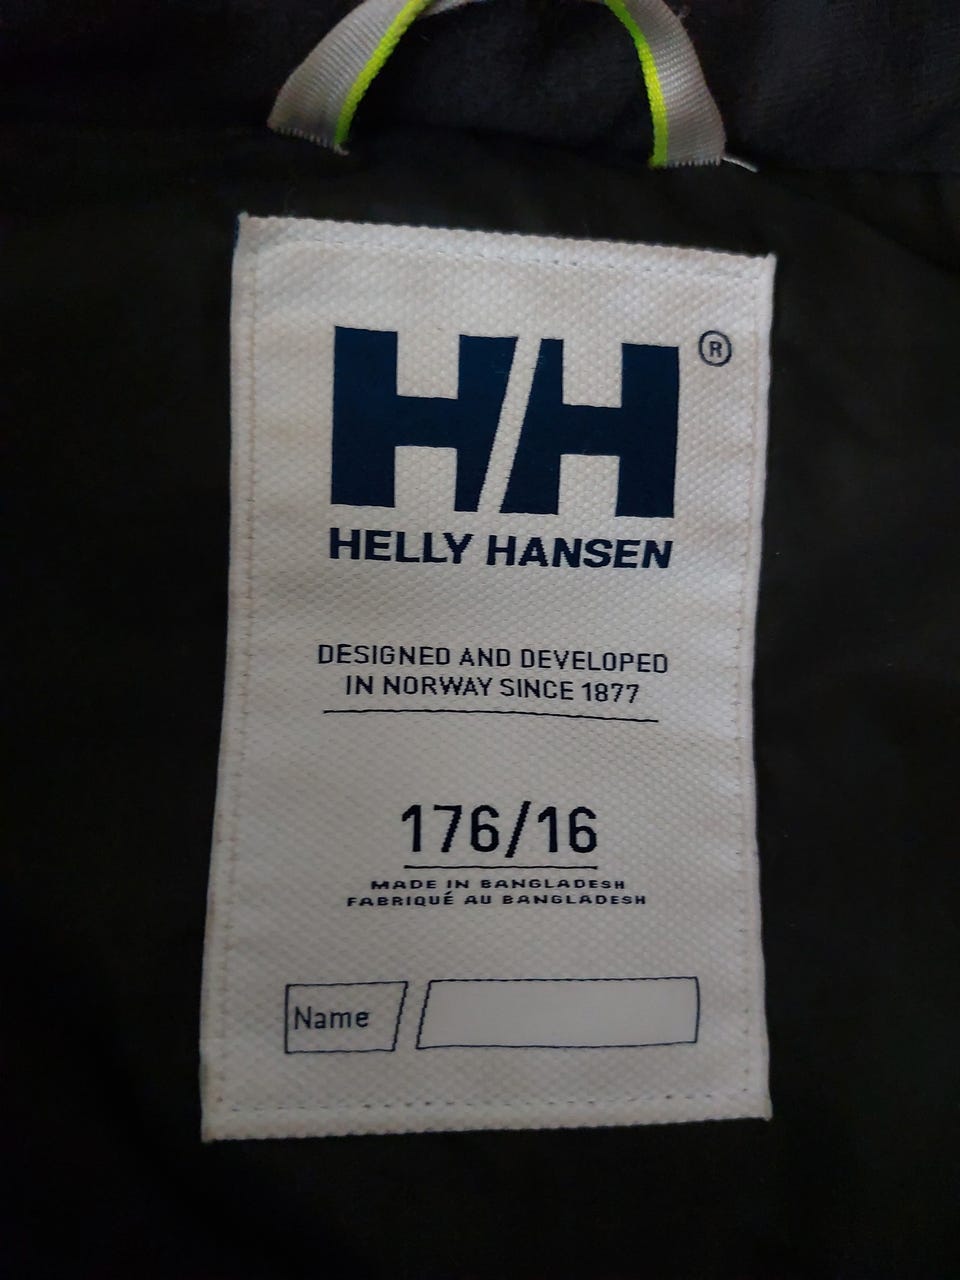 HH®
HELLY HANSEN
DESIGNED AND DEVELOPED
IN NORWAY SINCE 1877
176/16
MADE IN BANGLADESH
FABRIQUÉ AU BANGLADESH
Name